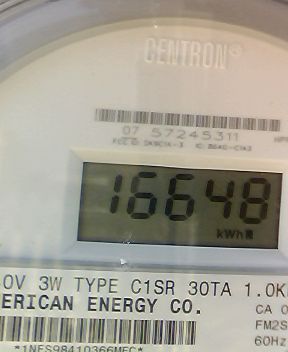 CENTRON®
07 57245311
16648
kWh
0V 3W TYPE C1SR 30TA 1.0K
ERICAN ENERGY CO.
CA 0
FM2S
60Hz
*1NES98410366MEC*